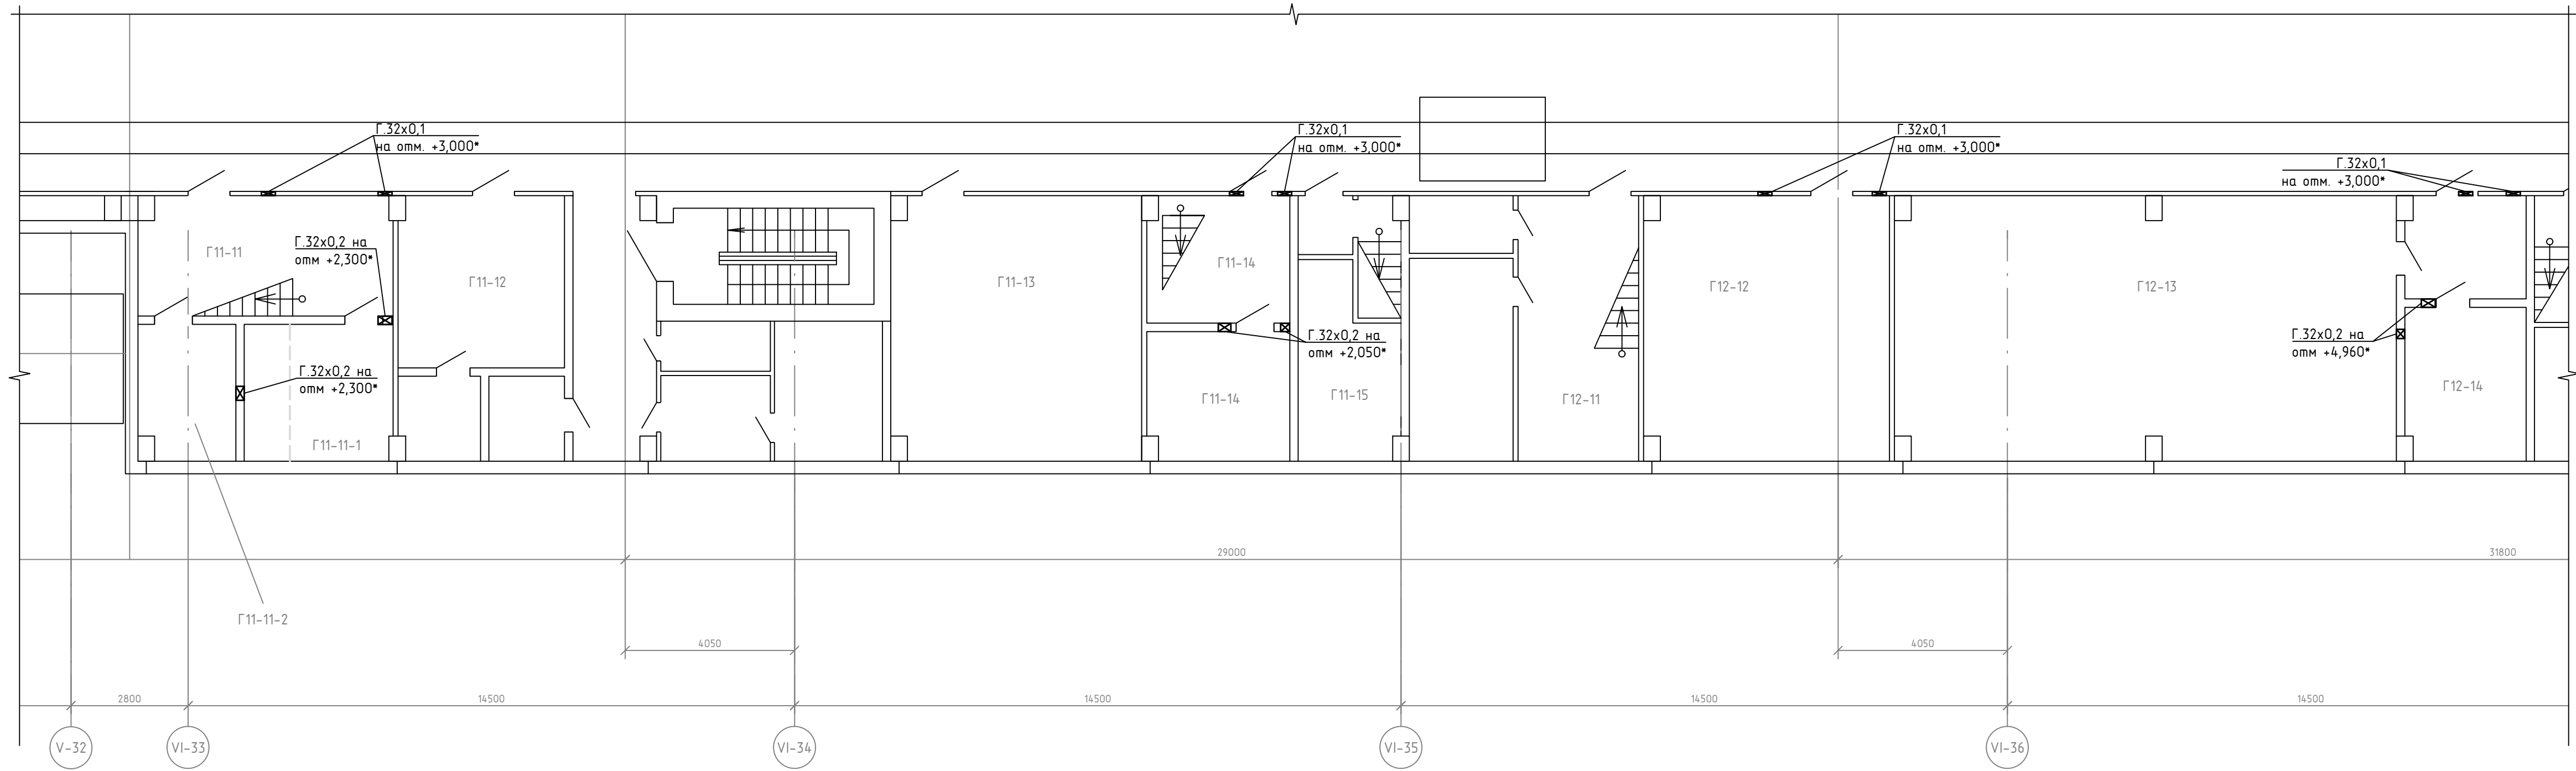 Г.32х0,1
на отм. +3,000*
Г.32х0,1
на отм. +3,000*
Г.32х0,1
на отм. +3,000*
Г.32х0,1
на отм. +3,000*
Г11-11
Г.32х0,2 на
отм +2,300*
Г11-12
Г11-13
Г11-14
Г12-12
Г12-13
Г.32х0,2 на
отм +2,050*
Г.32х0,2 на
отм +4,960*
Г.32х0,2 на
отм +2,300*
Г11-14
Г11-15
Г12-11
Г12-14
Г11-11-1
29000
31800
Г11-11-2
4050
4050
2800
14500
14500
14500
14500
V-32
VI-33
VI-34
VI-35
VI-36